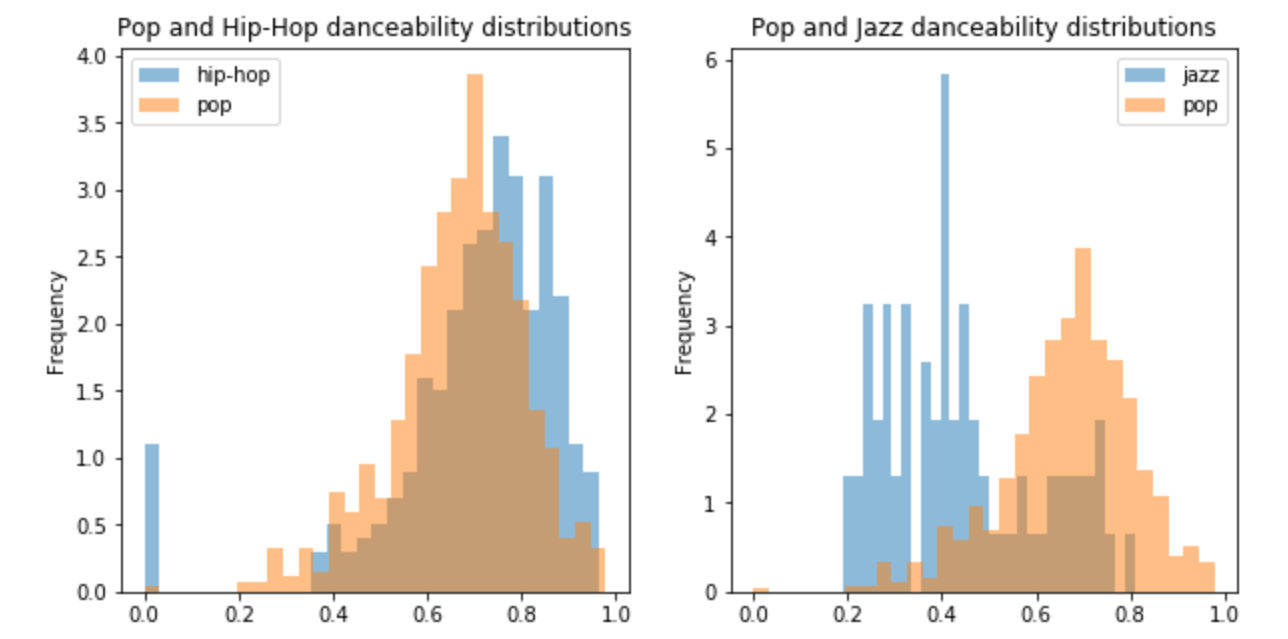 Pop and Hip-Hop danceability distributions
hip-hop
pop
Frequency
4.0
3.5
3.0
2.5
2.0
1.5
1.0
0.5
0.0
0.0 0.2 0.4 0.6 0.8 1.0
Pop and Jazz danceability distributions
jazz
pop
Frequency
6
5
4
3
2
1
0
0.0 0.2 0.4 0.6 0.8 1.0